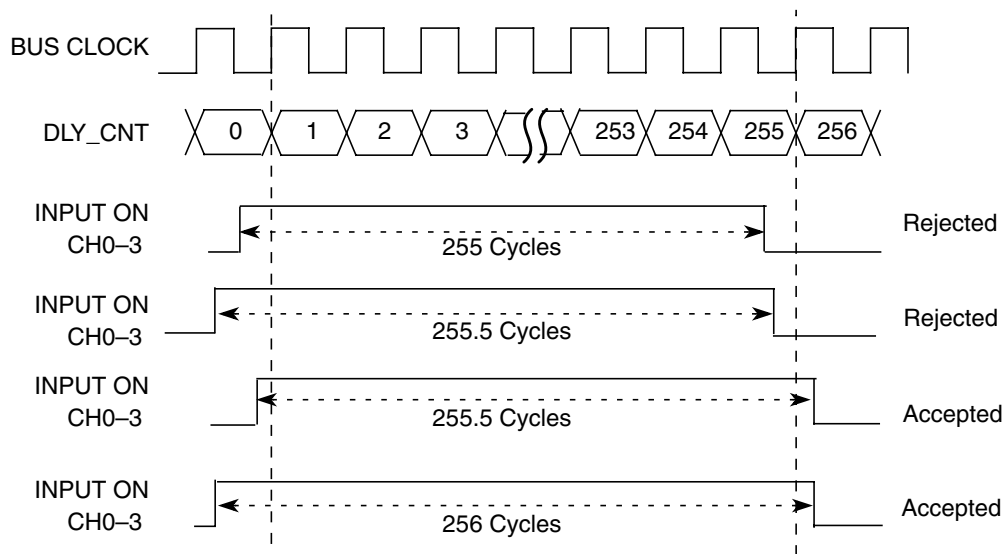 BUS CLOCK
DLY_CNT
0 1 2 3 253 254 255 256
INPUT ON
CH0–3
255 Cycles
Rejected
INPUT ON
CH0–3
255.5 Cycles
Rejected
INPUT ON
CH0–3
255.5 Cycles
Accepted
INPUT ON
CH0–3
256 Cycles
Accepted